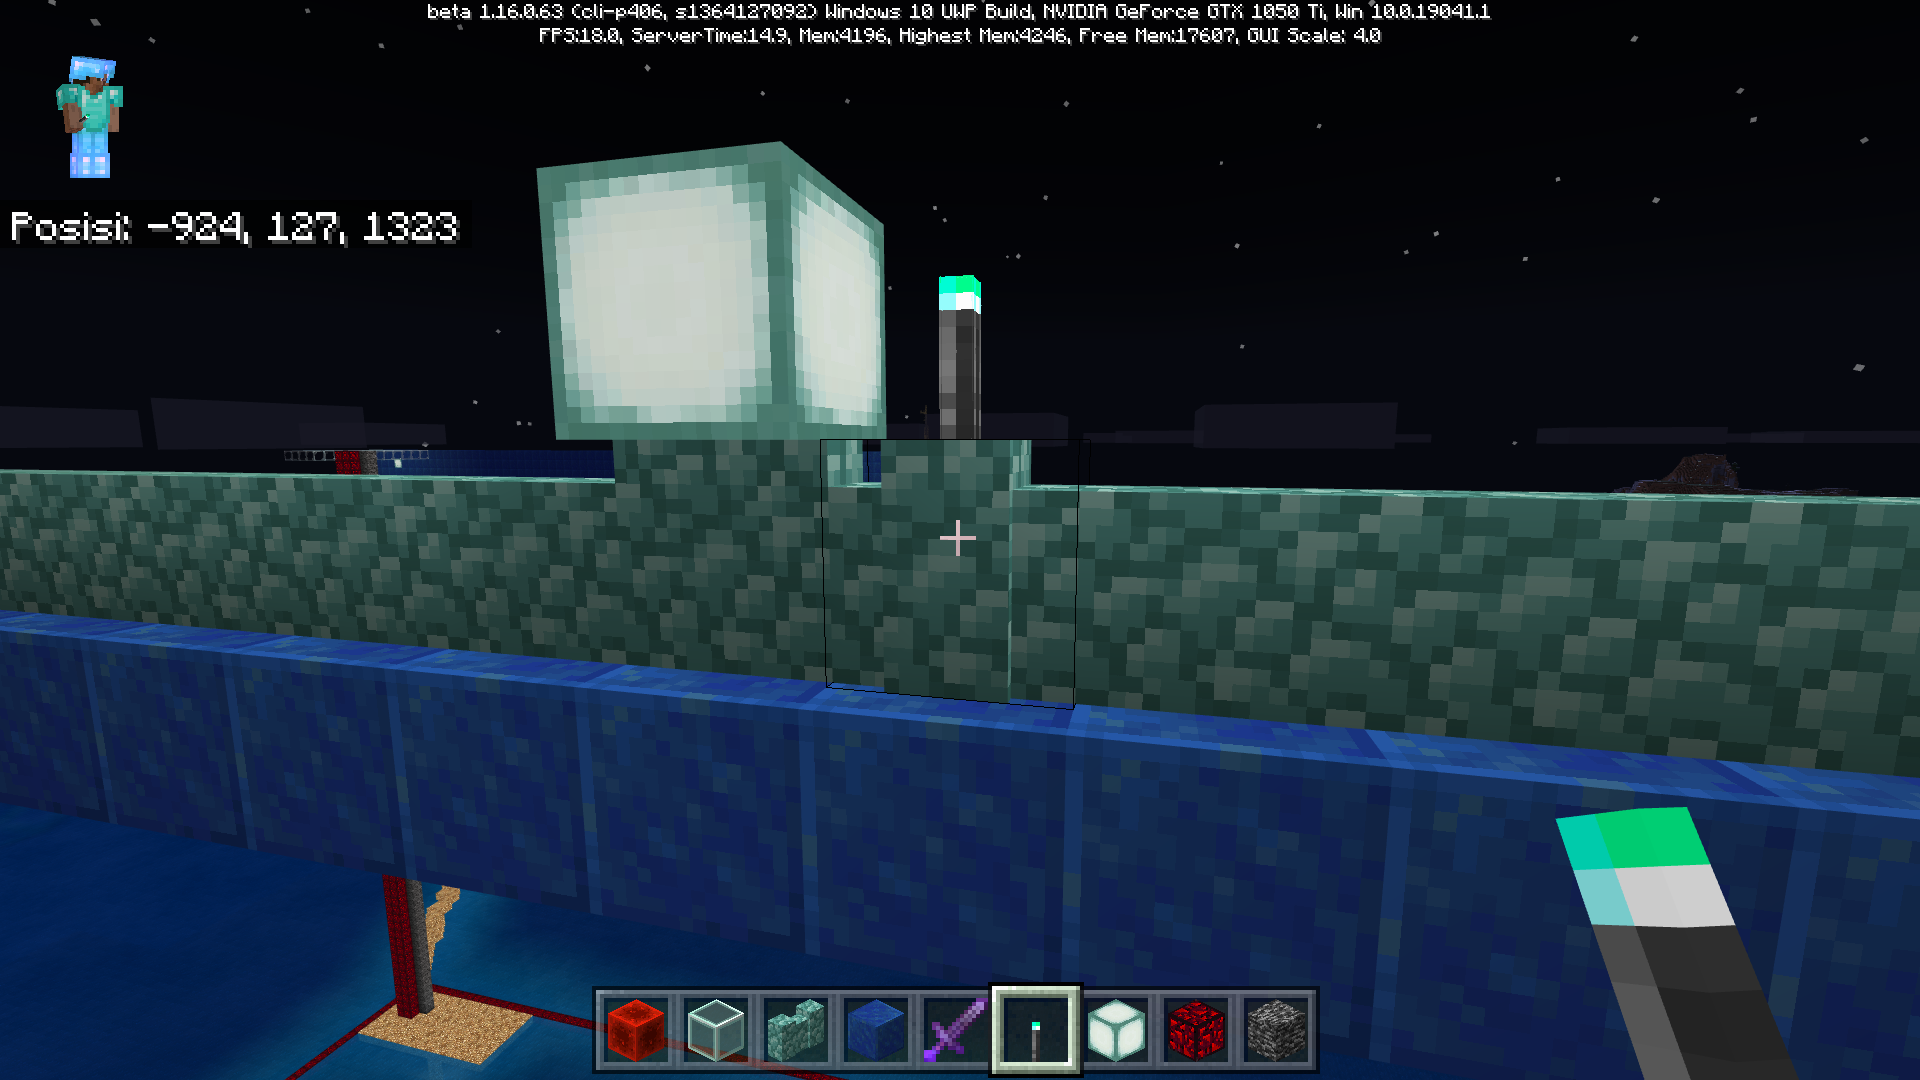 beta 1.16.0.63 (cli-p406, s1364127092) Windows 10 UWP Build, NVIDIA GeForce GTX 1050 Ti, Win 10.0.19041.1
FPS:18.0, ServerTime:14.9, Mem:4196, Highest Mem:4246, Free Mem:17607, GUI Scale: 4.0
Posisi: -924, 127, 1323